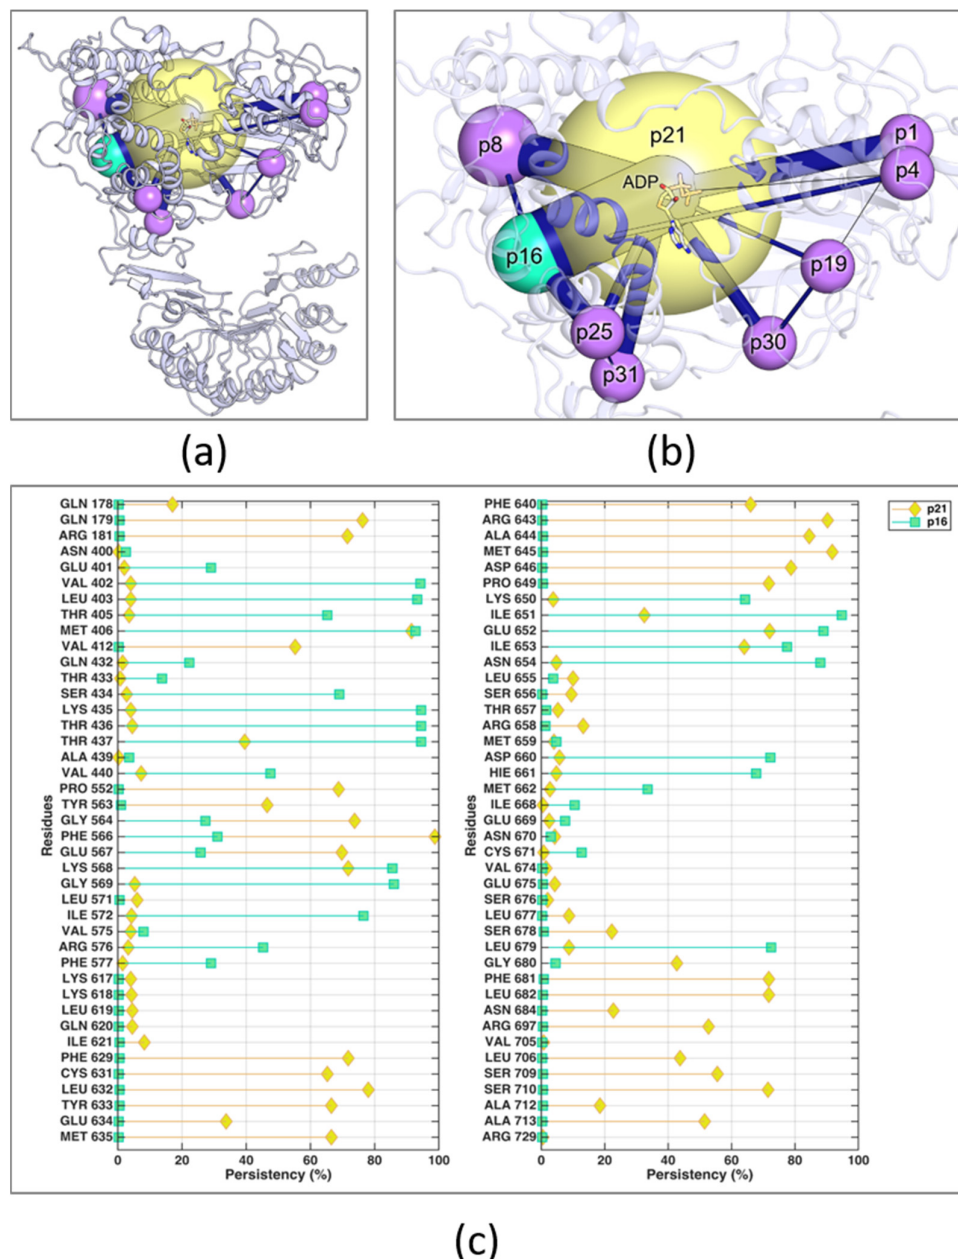 (a)
p8
p21
p1
p4
ADP
p16
p19
p25
p30
p31
(b)
Residues
GLN 178
GLN 179
ARG 181
ASN 400
GLU 401
VAL 402
LEU 403
THR 405
MET 406
VAL 412
GLN 432
THR 433
SER 434
LYS 435
THR 436
THR 437
ALA 439
VAL 440
PRO 552
TYR 563
GLY 564
PHE 566
GLU 567
LYS 568
GLY 569
LEU 571
ILE 572
VAL 575
ARG 576
PHE 577
LYS 617
LYS 618
LEU 619
GLN 620
ILE 621
PHE 629
CYS 631
LEU 632
TYR 633
GLU 634
MET 635
0 20 40 60 80 100
Persistency (%)
Residues
PHE 640
ARG 643
ALA 644
MET 645
ASP 646
PRO 649
LYS 650
ILE 651
GLU 652
ILE 653
ASN 654
LEU 655
SER 656
THR 657
ARG 658
MET 659
ASP 660
HIE 661
MET 662
ILE 668
GLU 669
ASN 670
CYS 671
VAL 674
GLU 675
SER 676
LEU 677
SER 678
LEU 679
GLY 680
PHE 681
LEU 682
ASN 684
ARG 697
VAL 705
LEU 706
SER 709
SER 710
ALA 712
ALA 713
ARG 729
0 20 40 60 80 100
Persistency (%)
p21
p16
(c)